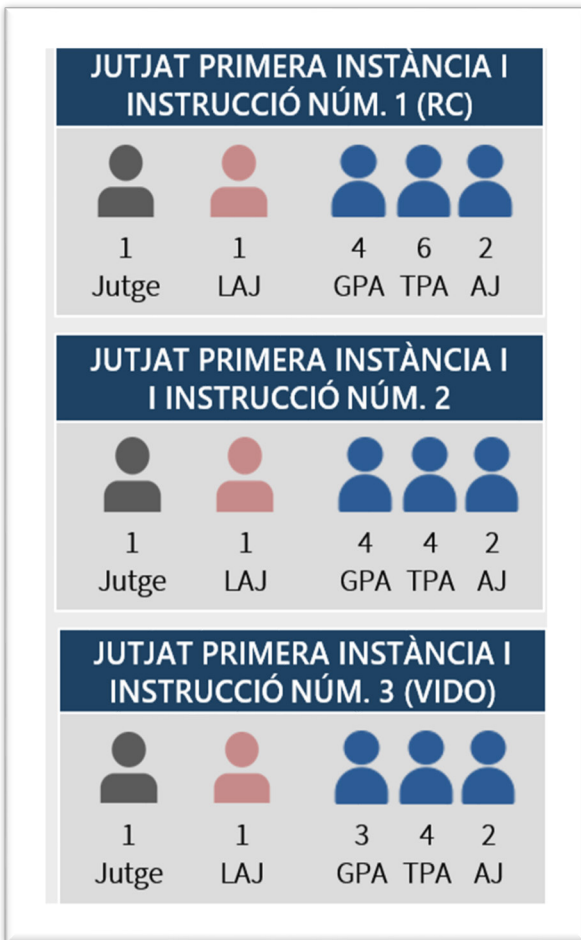 JUTJAT PRIMERA INSTÀNCIA I
INSTRUCCIÓ NÚM. 1 (RC)
1 1 4 6 2
Jutge LAJ GPA TPA AJ
JUTJAT PRIMERA INSTÀNCIA I
I INSTRUCCIÓ NÚM. 2
1 1 4 4 2
Jutge LAJ GPA TPA AJ
JUTJAT PRIMERA INSTÀNCIA I
INSTRUCCIÓ NÚM. 3 (VIDO)
1 1 3 4 2
Jutge LAJ GPA TPA AJ